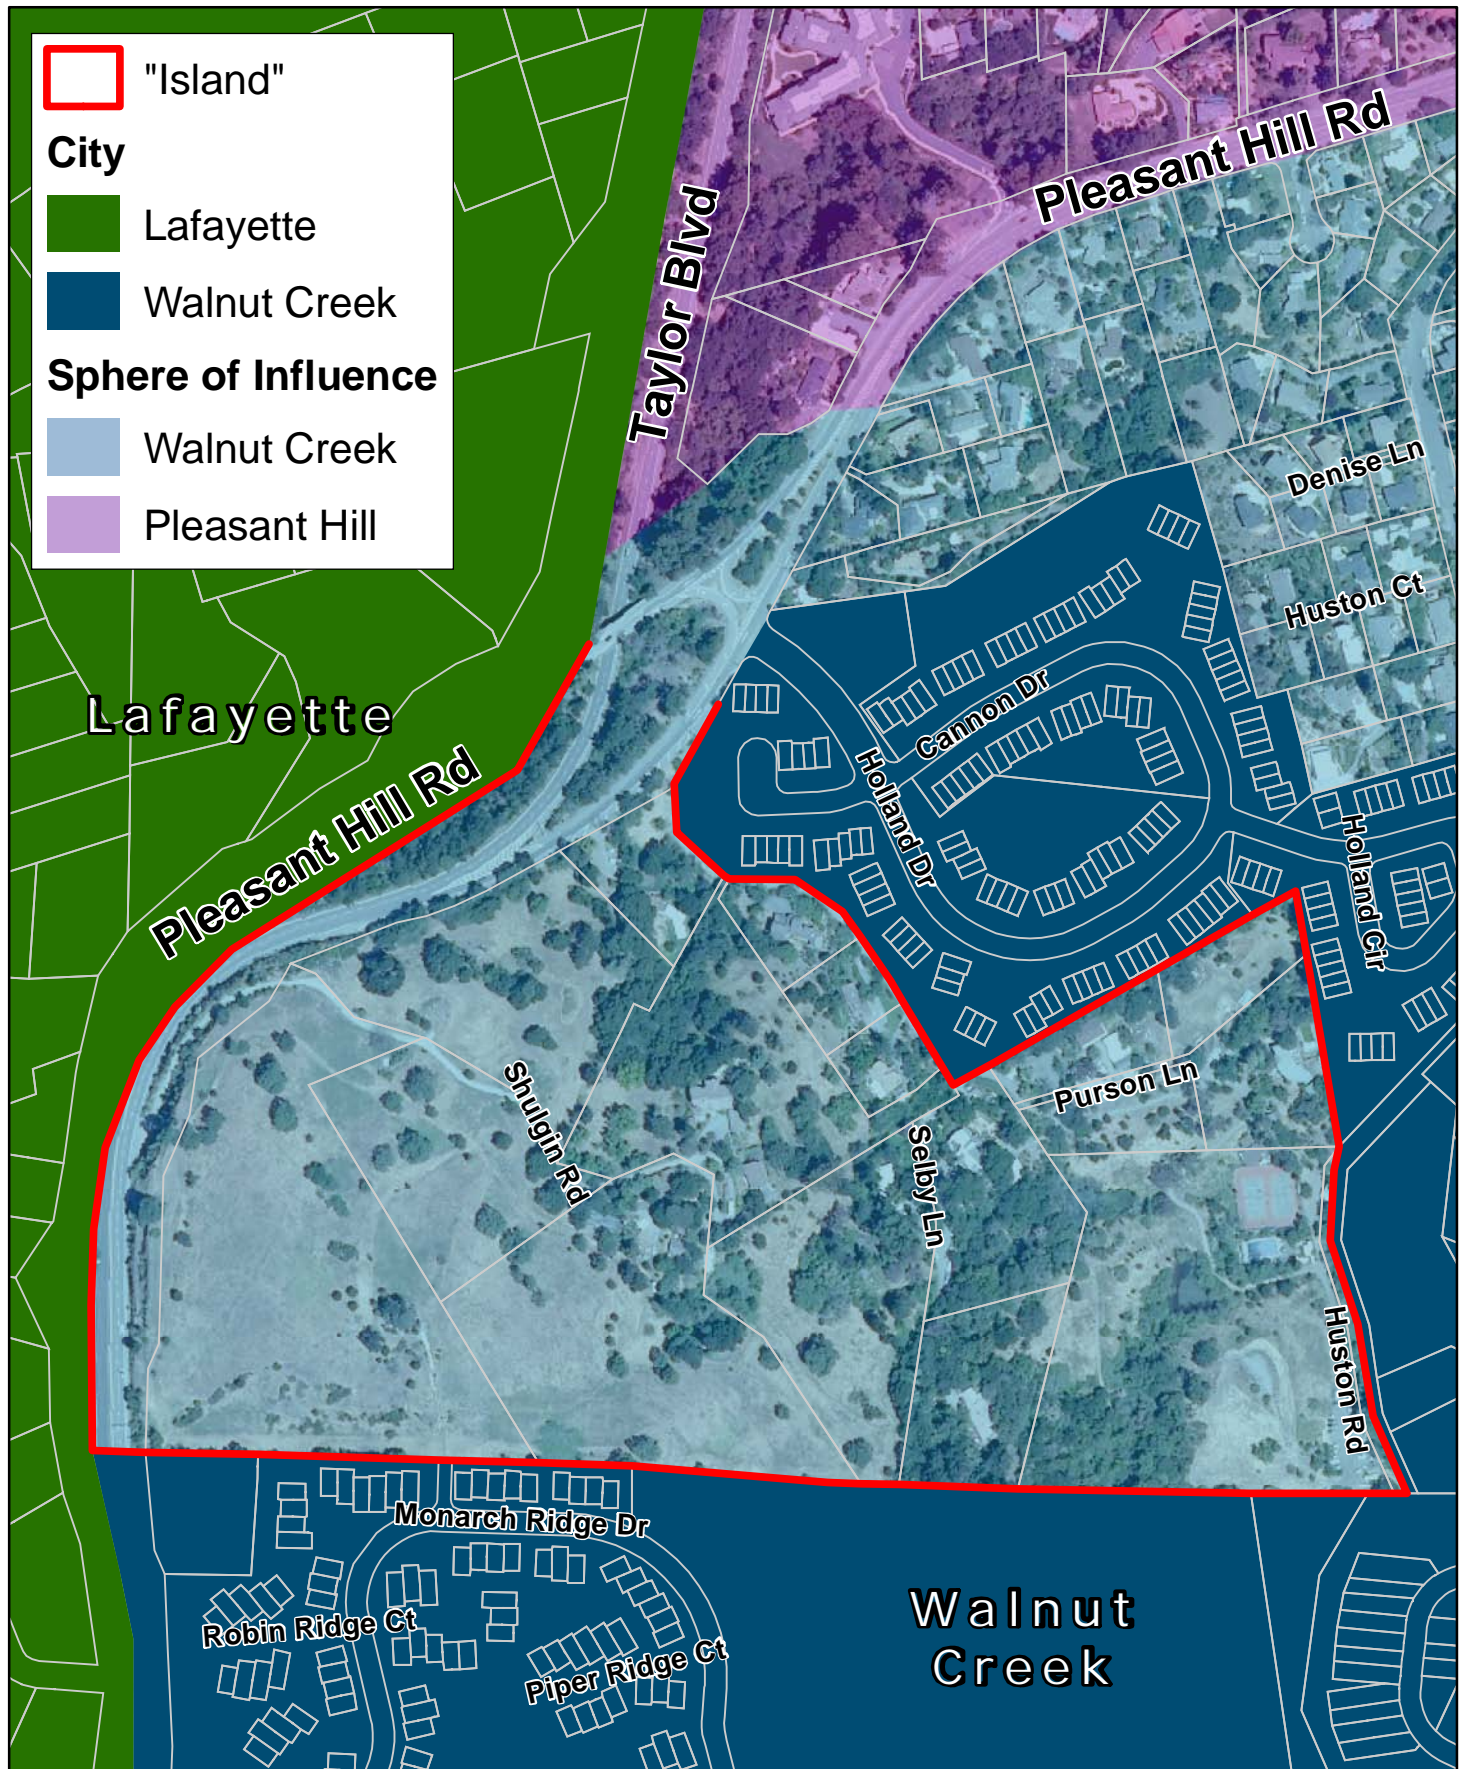 "Island"
City
Lafayette
Walnut Creek
Sphere of Influence
Walnut Creek
Pleasant Hill
Pleasant Hill Rd
Taylor Blvd
Denise Ln
Huston Ct
Lafayette
Cannon Dr
Pleasant Hill Rd
Holland Dr
Holland Cir
Purson Ln
Shulgin Rd
Selby Ln
Huston Rd
Monarch Ridge Dr
Robin Ridge Ct
Piper Ridge Ct
Walnut
Creek